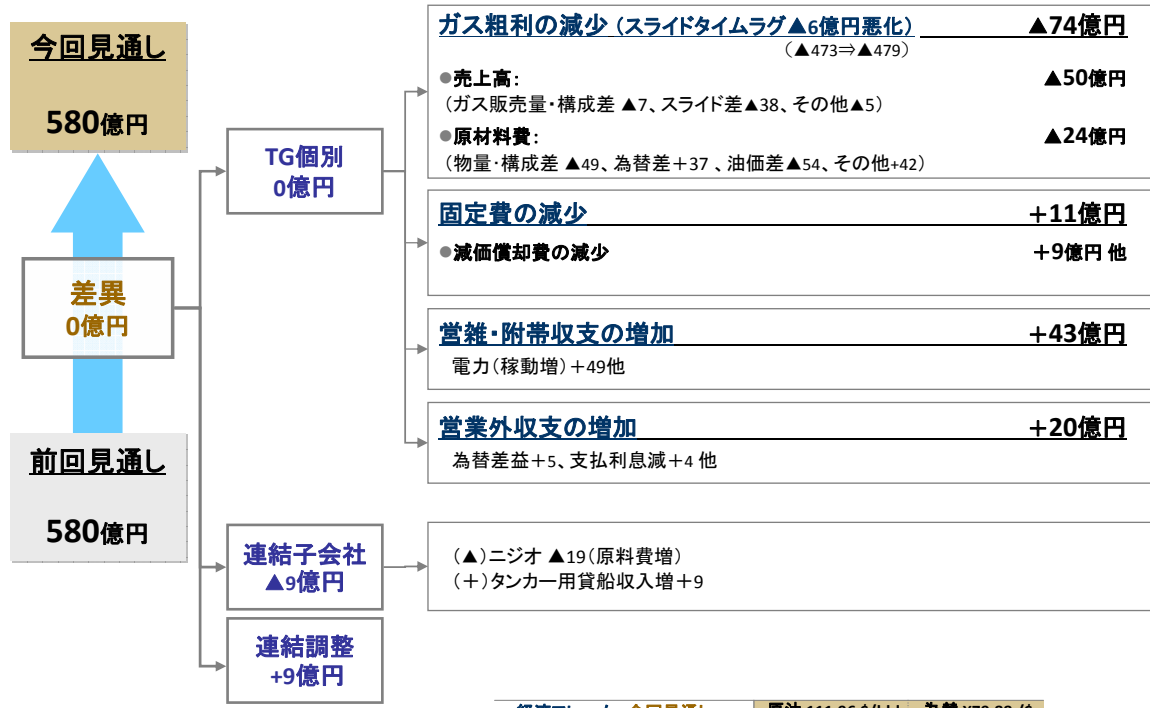 今回見通し
580億円
差異
0億円
前回見通し
580億円
TG個別
0億円
ガス粗利の減少（スライドタイムラグ▲6億円悪化） ▲74億円
（▲473⇒▲479）
●売上高： ▲50億円
（ガス販売量・構成差 ▲7、スライド差▲38、その他▲5）
●原材料費： ▲24億円
（物量・構成差 ▲49、為替差＋37 、油価差▲54、その他+42）
固定費の減少 ＋11億円
●減価償却費の減少 ＋9億円 他
営雑・附帯収支の増加 ＋43億円
電力（稼動増）＋49他
営業外収支の増加 ＋20億円
為替差益＋5、支払利息減＋4 他
連結子会社
▲9億円
（▲）ニジオ ▲19（原料費増）
（＋）タンカー用貸船収入増＋9
連結調整
+9億円